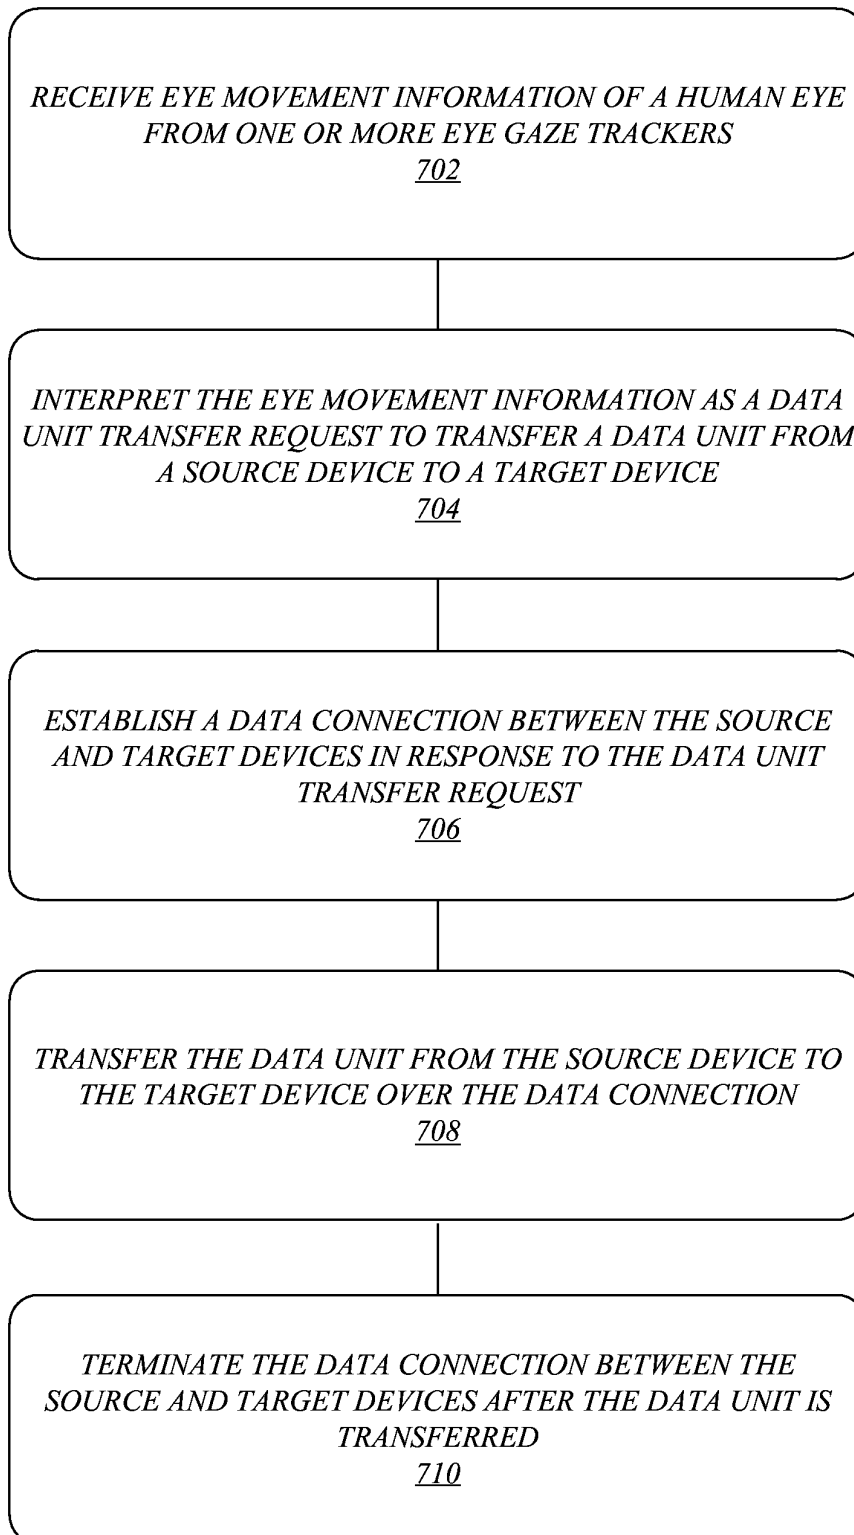 RECEIVE EYE MOVEMENT INFORMATION OF A HUMAN EYE
FROM ONE OR MORE EYE GAZE TRACKERS
702
INTERPRET THE EYE MOVEMENT INFORMATION AS A DATA
UNIT TRANSFER REQUEST TO TRANSFER A DATA UNIT FROM
A SOURCE DEVICE TO A TARGET DEVICE
704
ESTABLISH A DATA CONNECTION BETWEEN THE SOURCE
AND TARGET DEVICES IN RESPONSE TO THE DATA UNIT
TRANSFER REQUEST
706
TRANSFER THE DATA UNIT FROM THE SOURCE DEVICE TO
THE TARGET DEVICE OVER THE DATA CONNECTION
708
TERMINATE THE DATA CONNECTION BETWEEN THE
SOURCE AND TARGET DEVICES AFTER THE DATA UNIT IS
TRANSFERRED
710